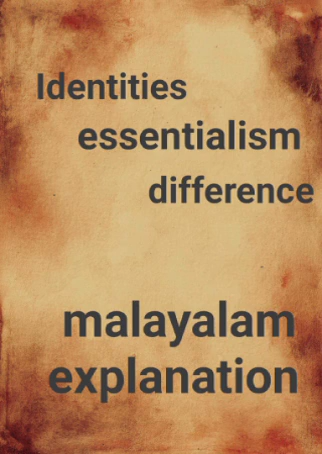 Identities
essentialism
difference
malayalam
explanation